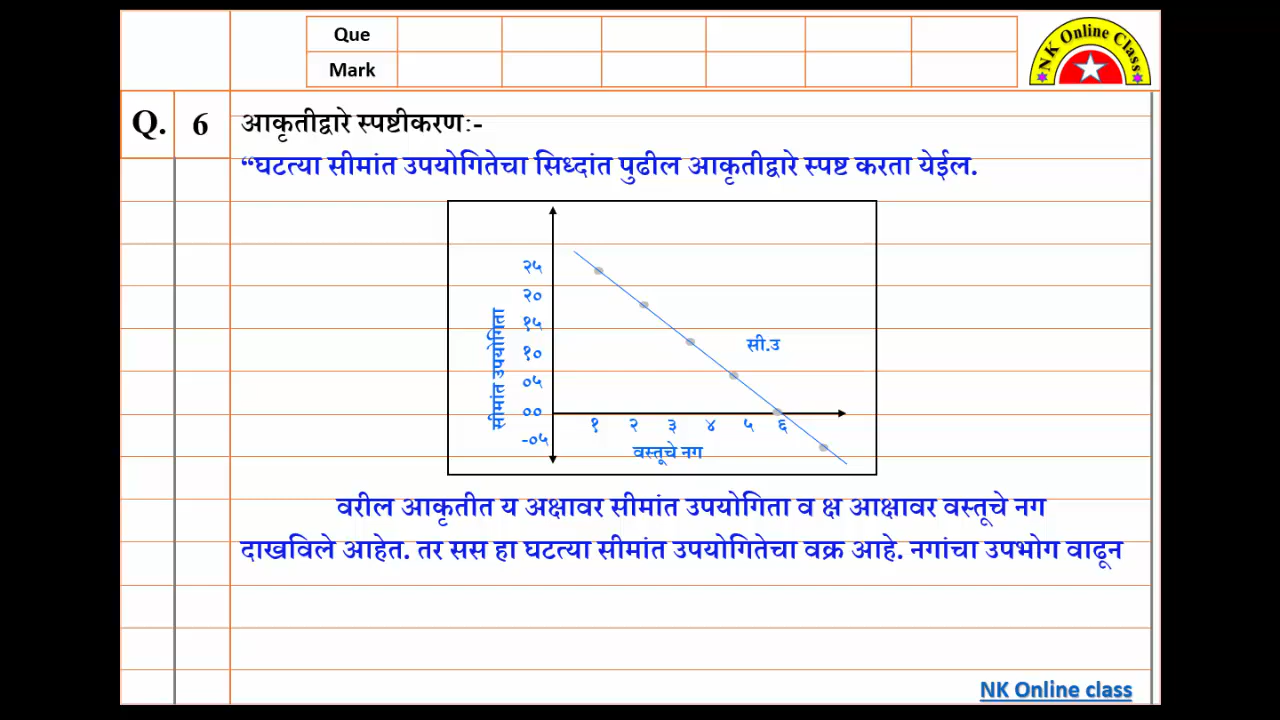 Que
Mark
NK Online Class
Q. 6 आकृतीद्वारे स्पष्टीकरण:-
“घटत्या सीमांत उपयोगितेचा सिध्दांत पुढील आकृतीद्वारे स्पष्ट करता येईल.
सीमांत उपयोगिता
२५
२०
१५
१०
०५
००
-०५
सी.उ
१ २ ३ ४ ५ ६
वस्तूचे नग
वरील आकृतीत य अक्षावर सीमांत उपयोगिता व क्ष आक्षावर वस्तूचे नग
दाखविले आहेत. तर सस हा घटत्या सीमांत उपयोगितेचा वक्र आहे. नगांचा उपभोग वाढून
NK Online class